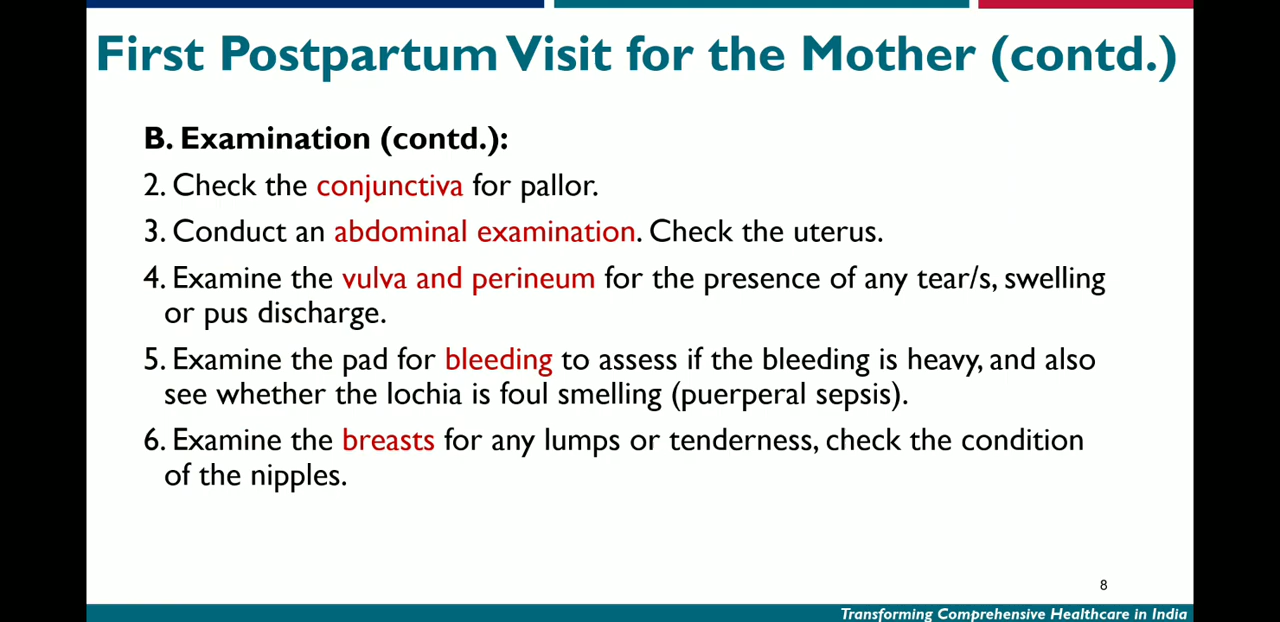 First Postpartum Visit for the Mother (contd.)
B. Examination (contd.):
2. Check the conjunctiva for pallor.
3. Conduct an abdominal examination. Check the uterus.
4. Examine the vulva and perineum for the presence of any tear/s, swelling
or pus discharge.
5. Examine the pad for bleeding to assess if the bleeding is heavy, and also
see whether the lochia is foul smelling (puerperal sepsis).
6. Examine the breasts for any lumps or tenderness, check the condition
of the nipples.
8
Transforming Comprehensive Healthcare in India